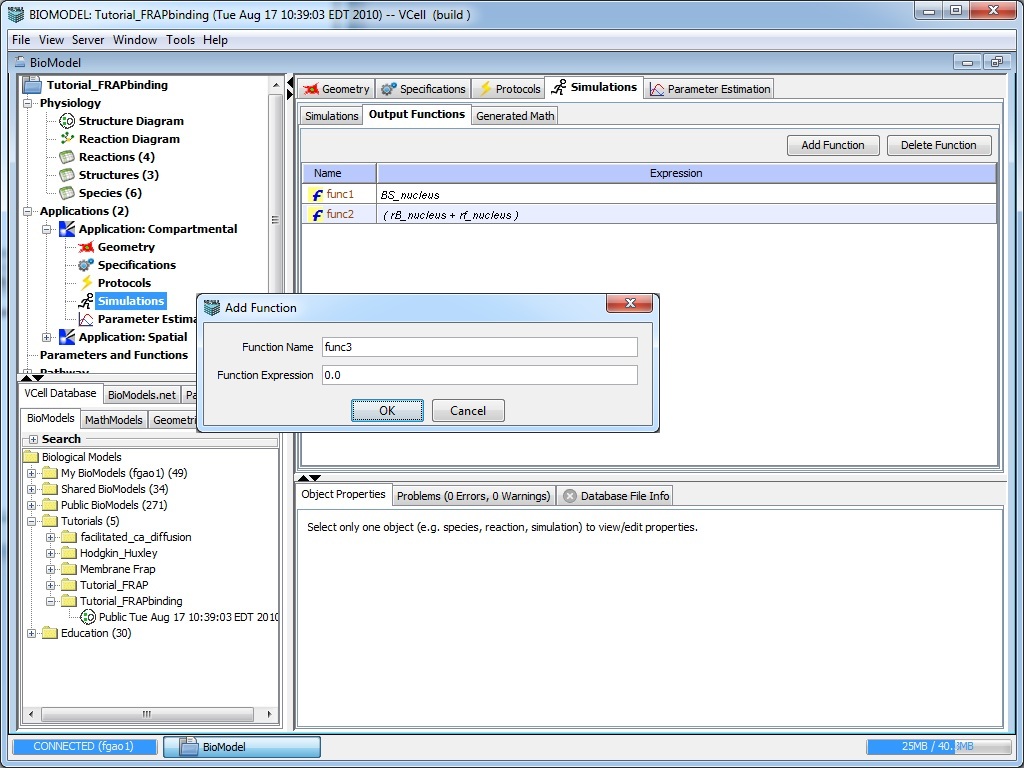 BIOMODEL: Tutorial_FRAPbinding (Tue Aug 17 10:39:03 EDT 2010) -- VCell (build )
File View Server Window Tools Help
BioModel
Tutorial_FRAPbinding
Physiology
Structure Diagram
Reaction Diagram
Reactions (4)
Structures (3)
Species (6)
Applications (2)
Application: Compartmental
Geometry
Specifications
Protocols
Simulations
Parameter Estima
Application: Spatial
Parameters and Functions
Pathway
VCell Database BioModels.net Pa
BioModels MathModels Geometri
Search
Biological Models
My BioModels (fgao1) (49)
Shared BioModels (34)
Public BioModels (271)
Tutorials (5)
facilitated_ca_diffusion
Hodgkin_Huxley
Membrane Frap
Tutorial_FRAP
Tutorial_FRAPbinding
Public Tue Aug 17 10:39:03 EDT 2010
Education (30)
Geometry Specifications Protocols Simulations Parameter Estimation
Simulations Output Functions Generated Math
Add Function Delete Function
Name Expression
func1 BS_nucleus
func2 ( rB_nucleus + rf_nucleus )
Add Function
Function Name func3
Function Expression 0.0
OK Cancel
Object Properties Problems (0 Errors, 0 Warnings) Database File Info
Select only one object (e.g. species, reaction, simulation) to view/edit properties.
CONNECTED (fgao1) BioModel 25MB / 40.3MB